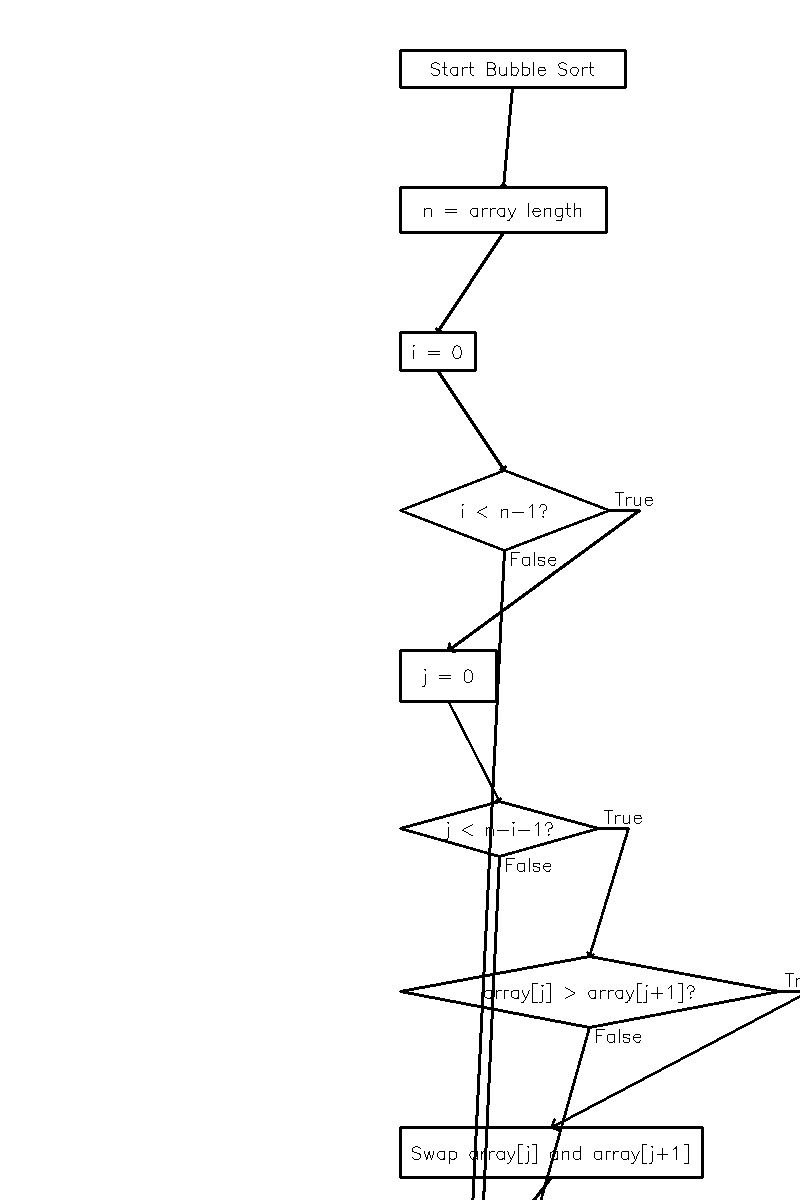 Start Bubble Sort
n = array length
i = 0
i < n-1?
True
False
j = 0
j < n-i-1?
True
False
array[j] > array[j+1]?
False
Swap array[j] and array[j+1]